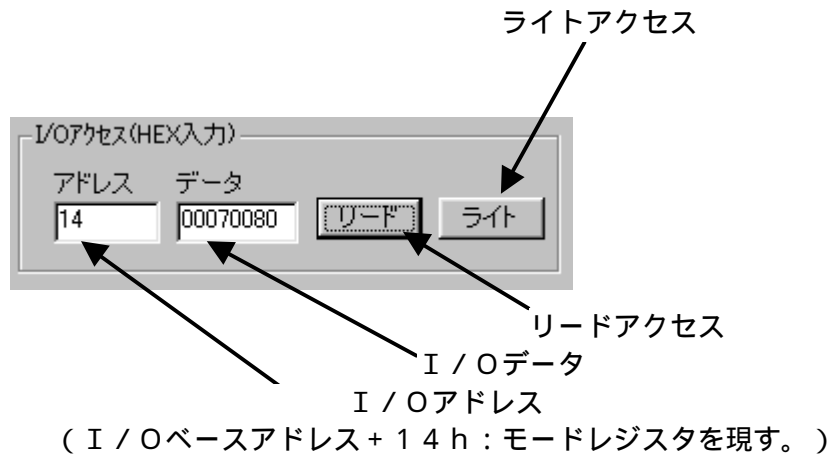 ライトアクセス
I/Oアクセス(HEX入力)
アドレス データ
14 00070080 リード ライト
リードアクセス
Ｉ／Ｏデータ
Ｉ／Ｏアドレス
（Ｉ／Ｏベースアドレス＋１４ｈ：モードレジスタを現す。）